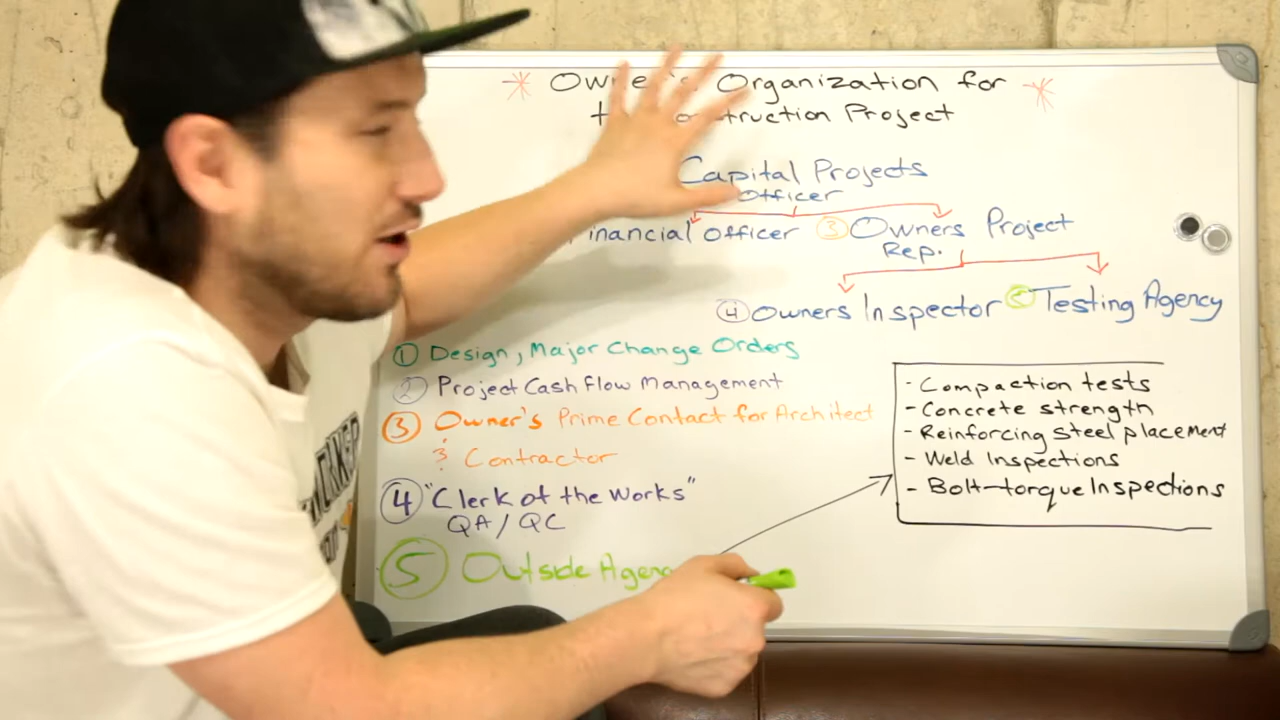 Organization for
Construction Project
Capital Projects
Officer
Financial Officer ③ Owners Project
Rep.
④ Owners Inspector ⑤ Testing Agency
① Design, Major Change Orders
② Project Cash flow Management
③ Owner's Prime Contact for Architect
& Contractor
④ "Clerk of the Works"
QA / QC
⑤ Outside
- Compaction tests
- Concrete strength
- Reinforcing steel placement
- Weld Inspections
- Bolt-torque Inspections